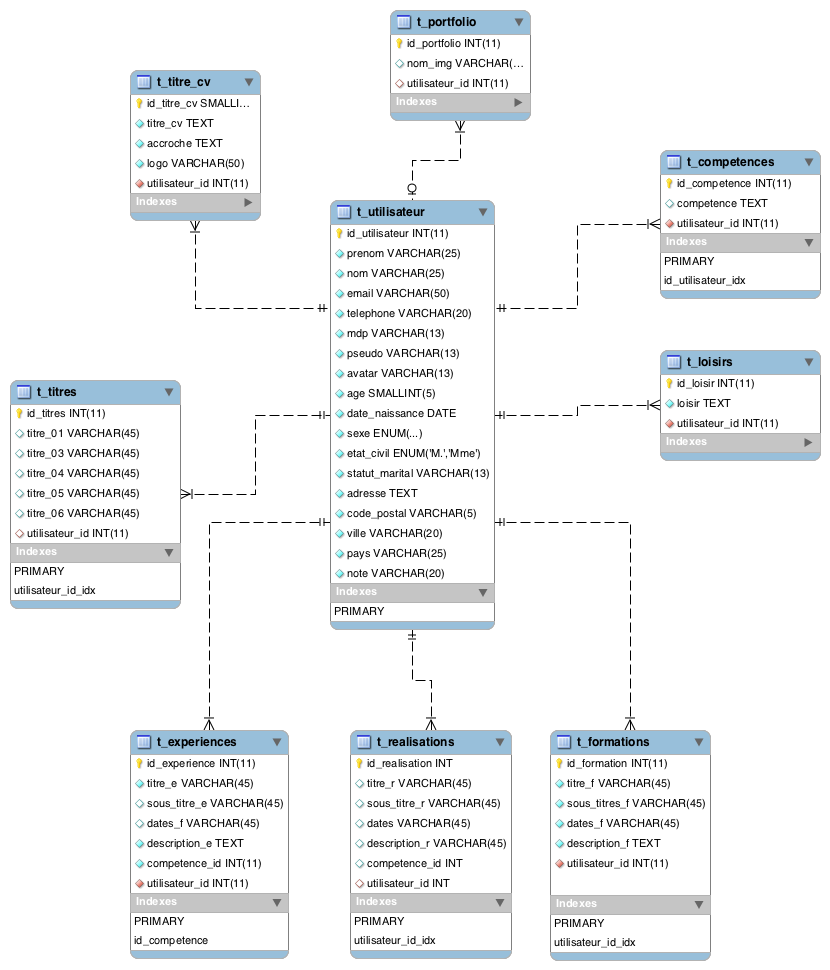 t_portfolio
id_portfolio INT(11)
nom_img VARCHAR(...
utilisateur_id INT(11)
Indexes
t_titre_cv
id_titre_cv SMALLI...
titre_cv TEXT
accroche TEXT
logo VARCHAR(50)
utilisateur_id INT(11)
Indexes
t_competences
id_competence INT(11)
competence TEXT
utilisateur_id INT(11)
Indexes
PRIMARY
id_utilisateur_idx
t_utilisateur
id_utilisateur INT(11)
prenom VARCHAR(25)
nom VARCHAR(25)
email VARCHAR(50)
telephone VARCHAR(20)
mdp VARCHAR(13)
pseudo VARCHAR(13)
avatar VARCHAR(13)
age SMALLINT(5)
date_naissance DATE
sexe ENUM(...)
etat_civil ENUM('M.','Mme')
statut_marital VARCHAR(13)
adresse TEXT
code_postal VARCHAR(5)
ville VARCHAR(20)
pays VARCHAR(25)
note VARCHAR(20)
Indexes
PRIMARY
t_loisirs
id_loisir INT(11)
loisir TEXT
utilisateur_id INT(11)
Indexes
t_titres
id_titres INT(11)
titre_01 VARCHAR(45)
titre_03 VARCHAR(45)
titre_04 VARCHAR(45)
titre_05 VARCHAR(45)
titre_06 VARCHAR(45)
utilisateur_id INT(11)
Indexes
PRIMARY
utilisateur_id_idx
t_experiences
id_experience INT(11)
titre_e VARCHAR(45)
sous_titre_e VARCHAR(45)
dates_f VARCHAR(45)
description_e TEXT
competence_id INT(11)
utilisateur_id INT(11)
Indexes
PRIMARY
id_competence
t_realisations
id_realisation INT
titre_r VARCHAR(45)
sous_titre_r VARCHAR(45)
dates VARCHAR(45)
description_r VARCHAR(45)
competence_id INT
utilisateur_id INT
Indexes
PRIMARY
utilisateur_id_idx
t_formations
id_formation INT(11)
titre_f VARCHAR(45)
sous_titres_f VARCHAR(45)
dates_f VARCHAR(45)
description_f TEXT
utilisateur_id INT(11)
Indexes
PRIMARY
utilisateur_id_idx